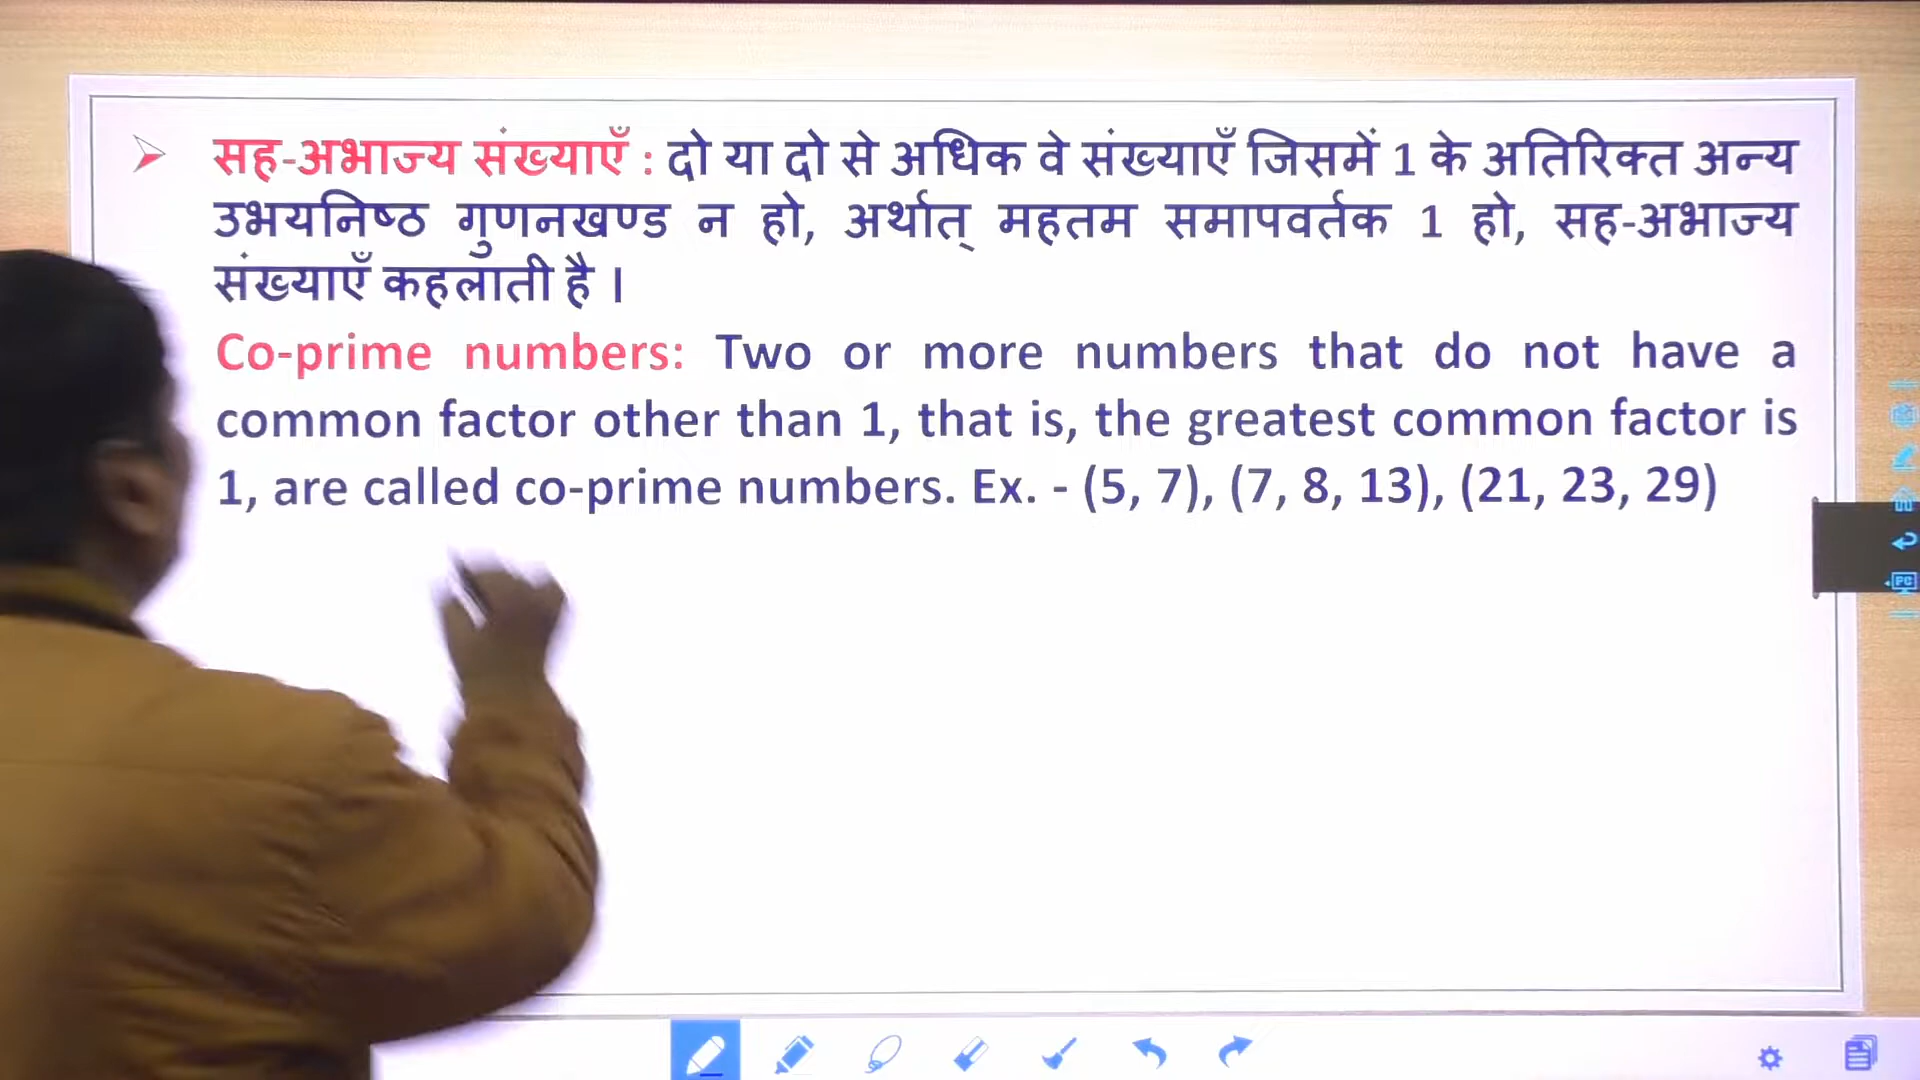 सह-अभाज्य संख्याएँ : दो या दो से अधिक वे संख्याएँ जिसमें 1 के अतिरिक्त अन्य
उभयनिष्ठ गुणनखण्ड न हो, अर्थात् महतम समापवर्तक 1 हो, सह-अभाज्य
संख्याएँ कहलाती है ।
Co-prime numbers: Two or more numbers that do not have a
common factor other than 1, that is, the greatest common factor is
1, are called co-prime numbers. Ex. - (5, 7), (7, 8, 13), (21, 23, 29)
PC